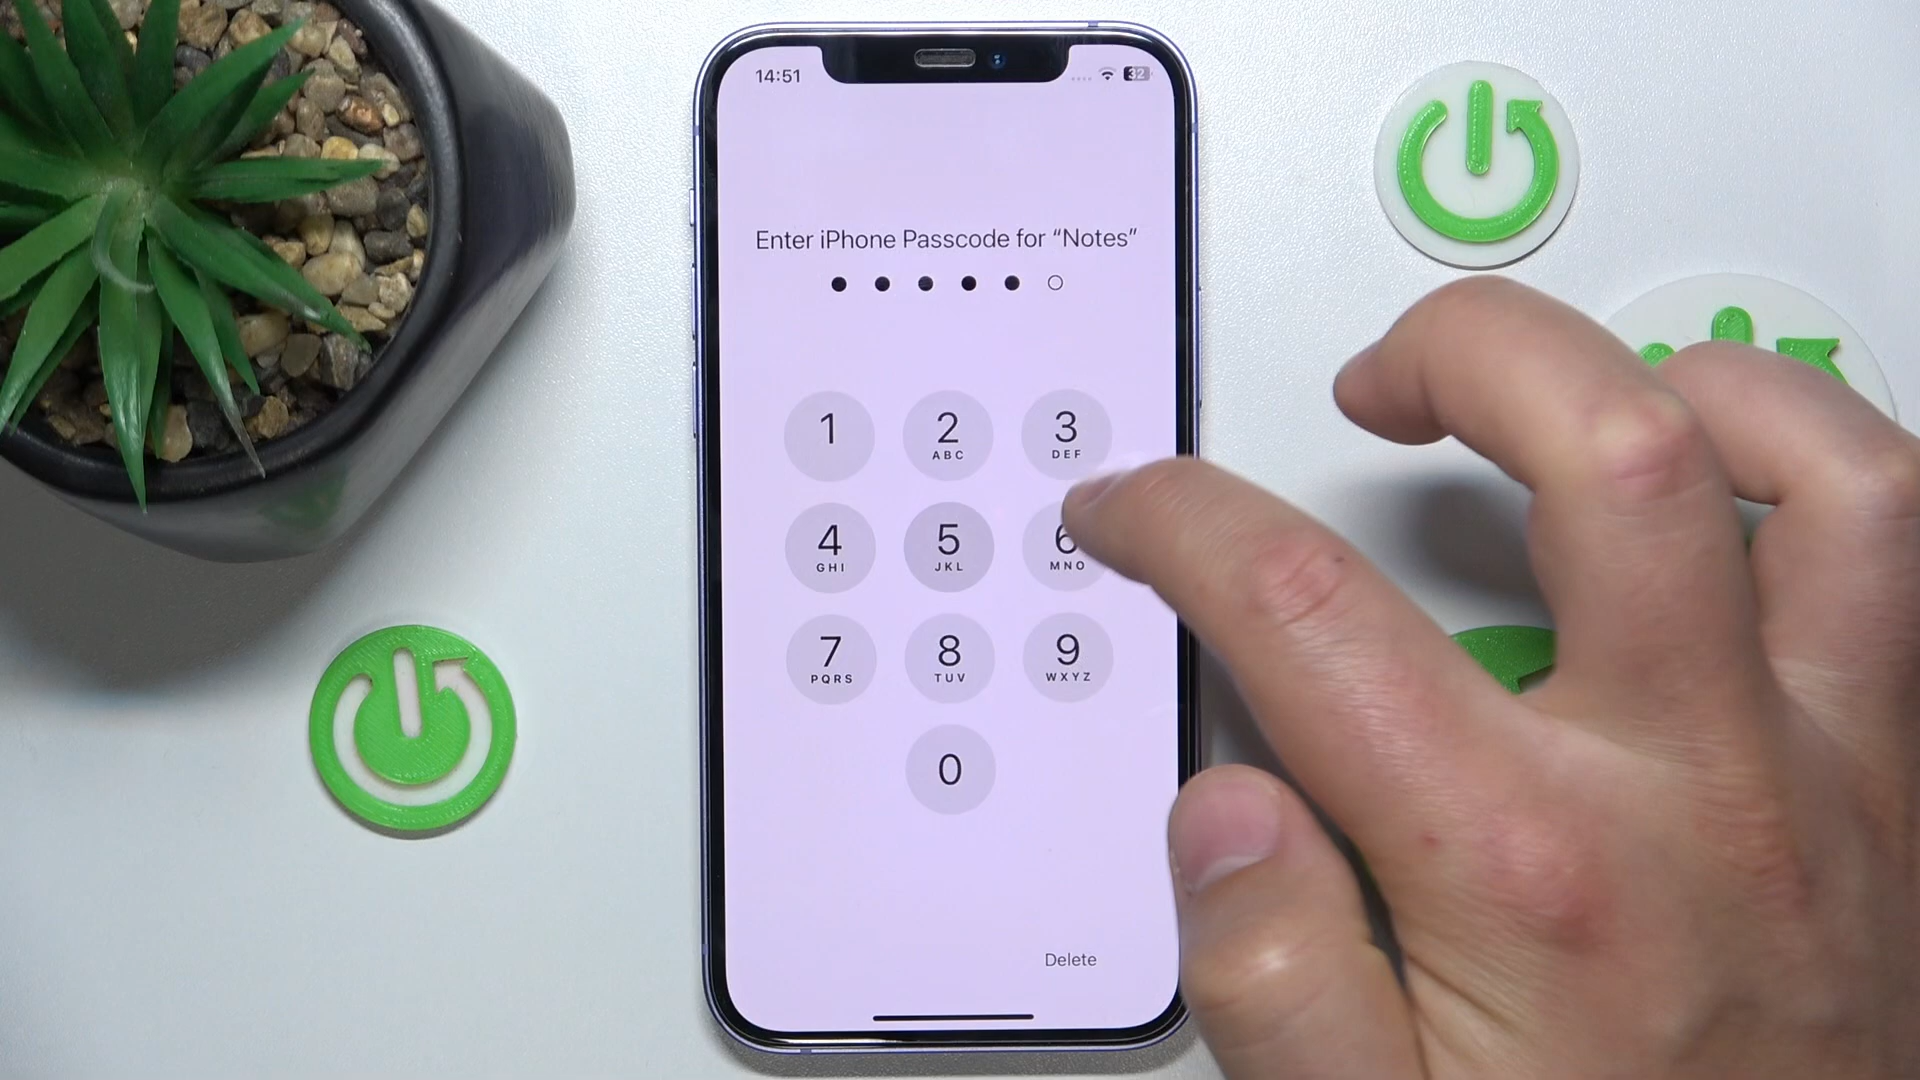 14:51
32
Enter iPhone Passcode for “Notes”
1
2
ABC
3
DEF
4
GHI
5
JKL
6
MNO
7
PQRS
8
TUV
9
WXYZ
0
Delete